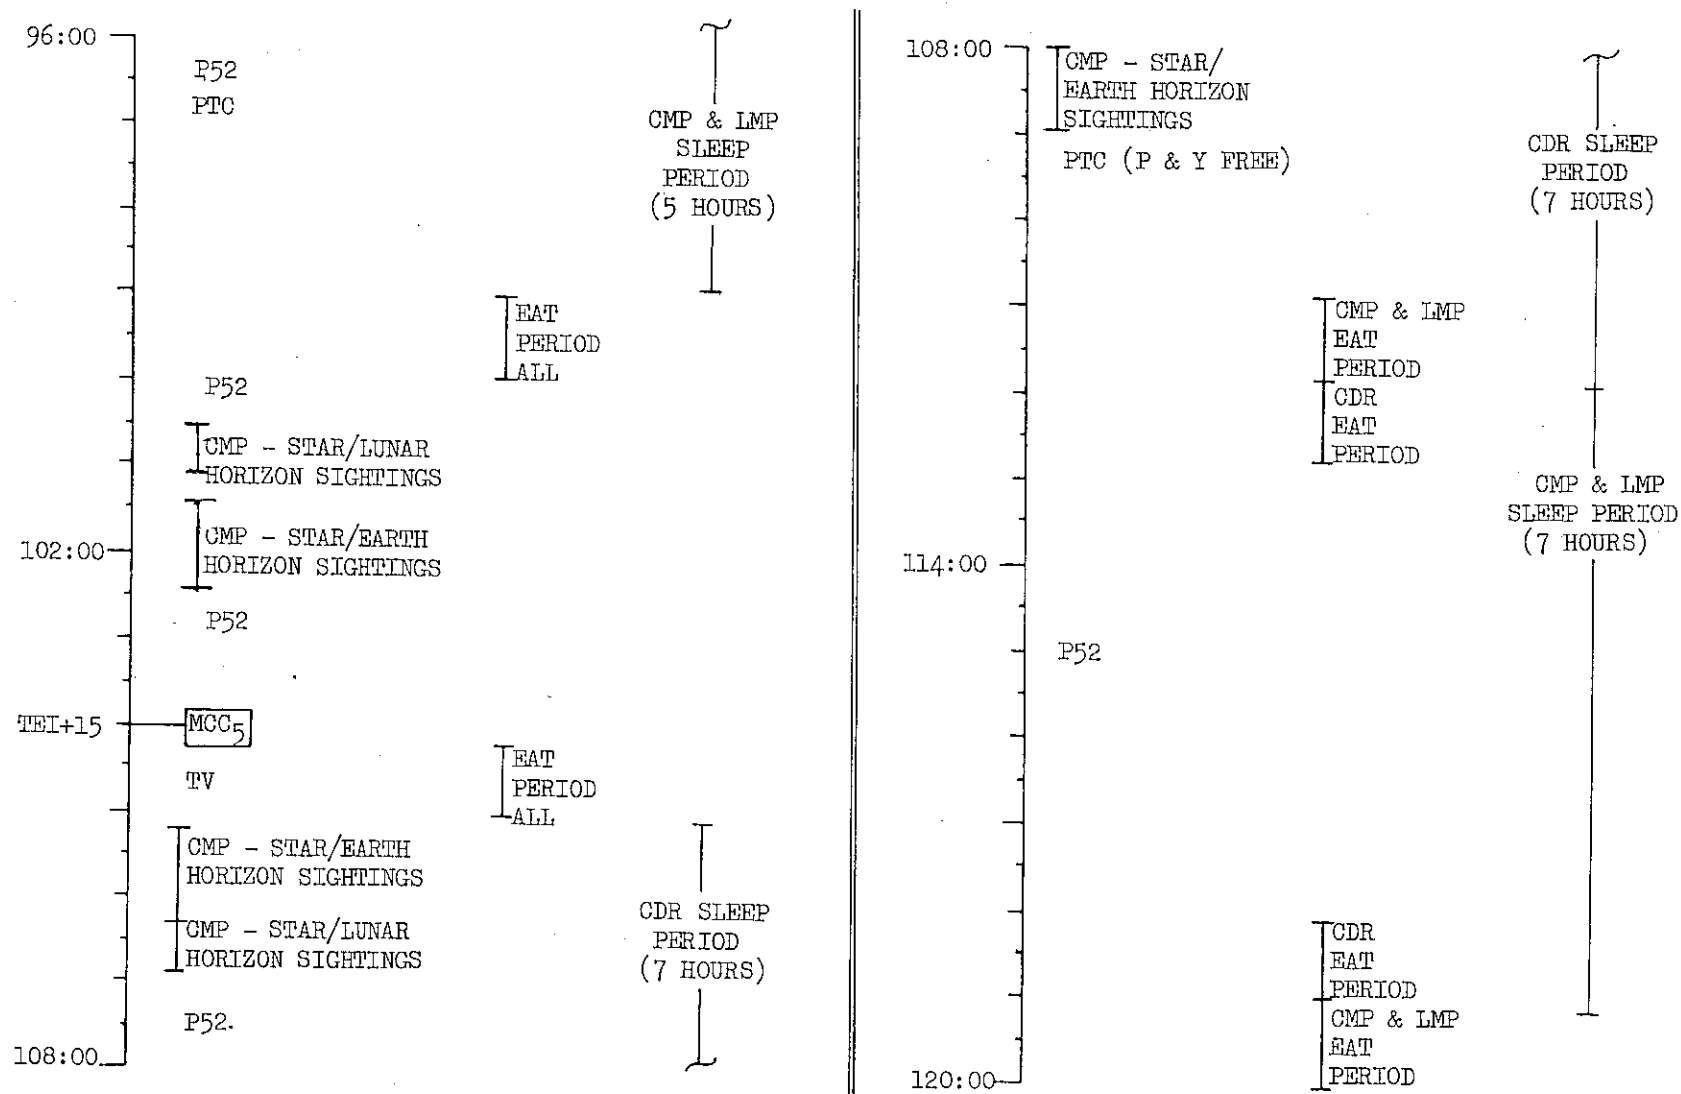 96:00
P52
PTC
CMP & LMP
SLEEP
PERIOD
(5 HOURS)
EAT
PERIOD
ALL
P52
CMP - STAR/LUNAR
HORIZON SIGHTINGS
CMP - STAR/EARTH
HORIZON SIGHTINGS
102:00
P52
TEI+15
MCC5
TV
EAT
PERIOD
ALL
CMP - STAR/EARTH
HORIZON SIGHTINGS
CMP - STAR/LUNAR
HORIZON SIGHTINGS
CDR SLEEP
PERIOD
(7 HOURS)
P52.
108:00
108:00
CMP - STAR/
EARTH HORIZON
SIGHTINGS
PTC (P & Y FREE)
CDR SLEEP
PERIOD
(7 HOURS)
CMP & LMP
EAT
PERIOD
CDR
EAT
PERIOD
CMP & LMP
SLEEP PERIOD
(7 HOURS)
114:00
P52
CDR
EAT
PERIOD
CMP & LMP
EAT
PERIOD
120:00